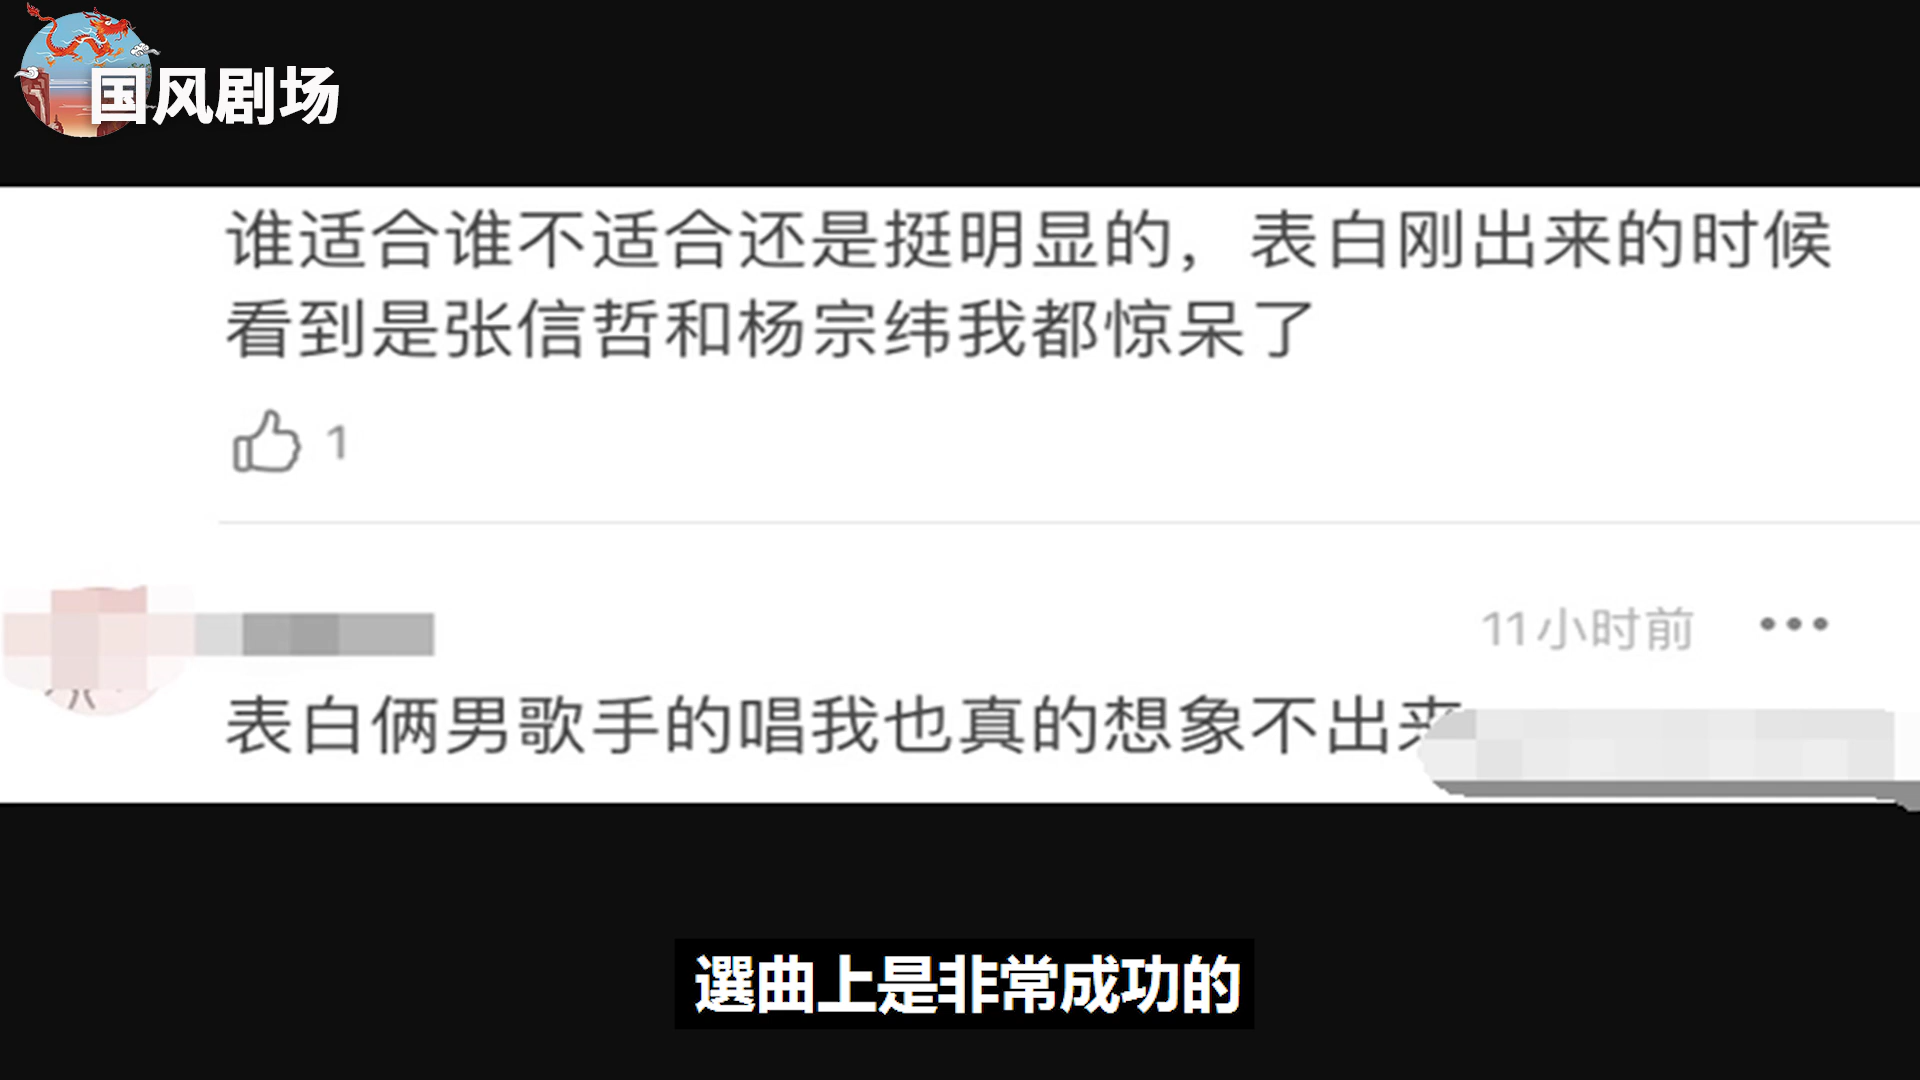 国风剧场
谁适合谁不适合还是挺明显的，表白刚出来的时候
看到是张信哲和杨宗纬我都惊呆了
1
11小时前
表白俩男歌手的唱我也真的想象不出来
選曲上是非常成功的